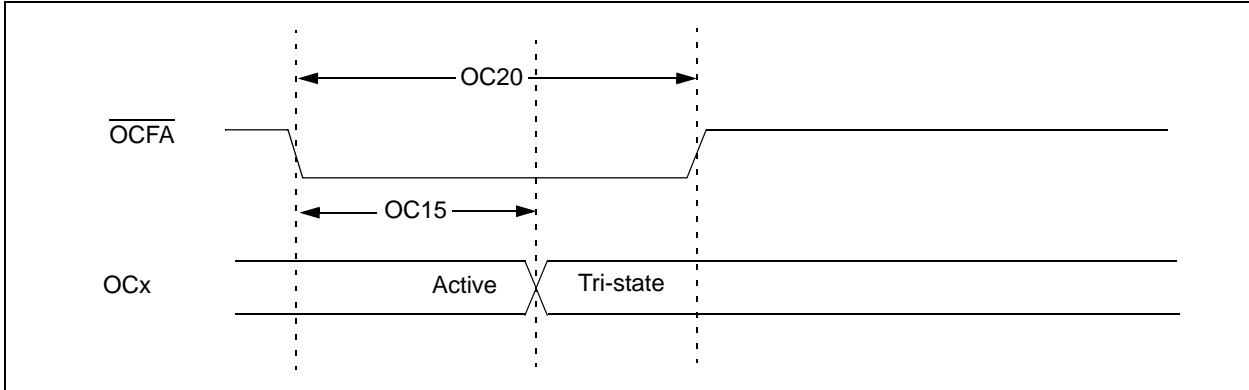 OC20
OCFA
OC15
OCx
Active
Tri-state